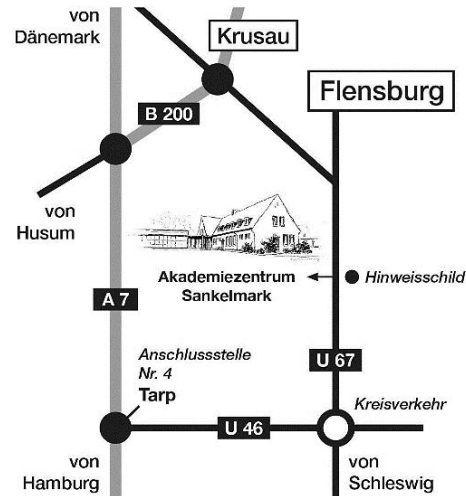 von
Dänemark
Krusau
Flensburg
B 200
von
Husum
Akademiezentrum
Sankelmark
Hinweisschild
A 7
Anschlussstelle
Nr. 4
Tarp
U 67
Kreisverkehr
U 46
von
Hamburg
von
Schleswig